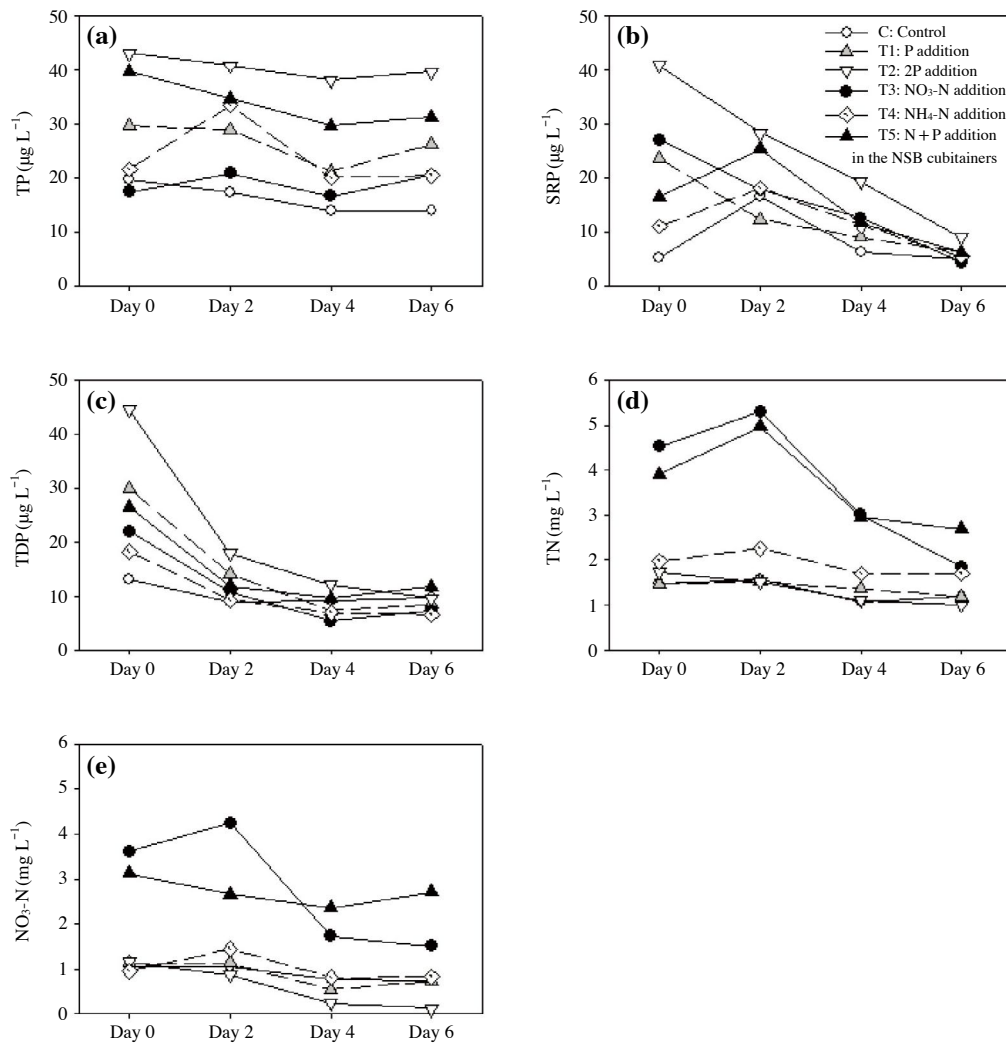 (a)
50
40
30
20
10
0
TP (µg L⁻¹)
Day 0 Day 2 Day 4 Day 6
(b)
C: Control
T1: P addition
T2: 2P addition
T3: NO₃-N addition
T4: NH₄-N addition
T5: N+P addition
in the NSB cubitainers
50
40
30
20
10
0
SRP (µg L⁻¹)
Day 0 Day 2 Day 4 Day 6
(c)
50
40
30
20
10
0
TDP (µg L⁻¹)
Day 0 Day 2 Day 4 Day 6
(d)
6
5
4
3
2
1
0
TN (mg L⁻¹)
Day 0 Day 2 Day 4 Day 6
(e)
6
5
4
3
2
1
0
NO₃-N (mg L⁻¹)
Day 0 Day 2 Day 4 Day 6